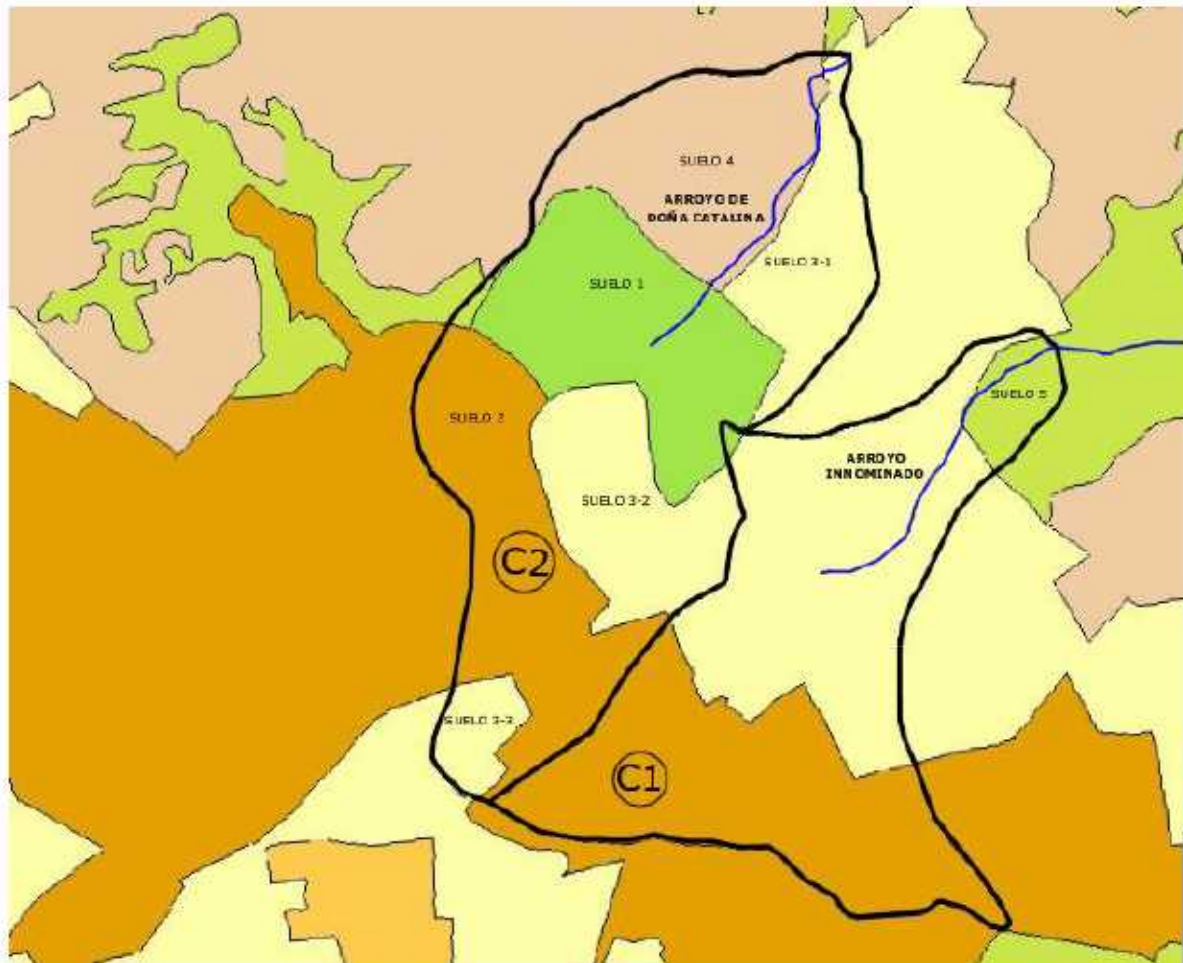 SUELO 4
ARROYO DE
DOÑA CATALINA
SUELO 3-1
SUELO 1
SUELO 2
SUELO 5
ARROYO
INNOMINADO
SUELO 3-2
C2
SUELO 3-3
C1